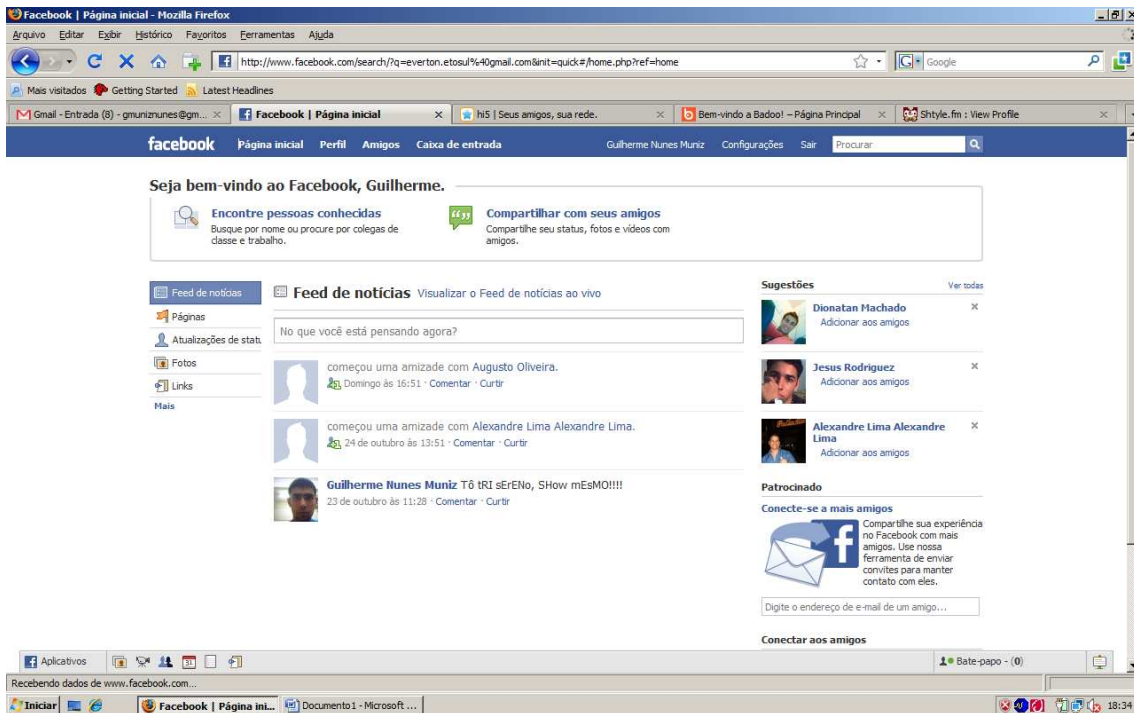 Facebook | Página inicial - Mozilla Firefox
Arquivo Editar Exibir Histórico Favoritos Ferramentas Ajuda
http://www.facebook.com/search/?q=everton.etosul%40gmail.com&init=quick#/home.php?ref=home
Google
Mais visitados Getting Started Latest Headlines
Gmail - Entrada (8) - gmuniznunes@gm...
Facebook | Página inicial
hi5 | Seus amigos, sua rede.
Bem-vindo a Badoo! – Página Principal
Shtyle.fm : View Profile
facebook Página inicial Perfil Amigos Caixa de entrada Guilherme Nunes Muniz Configurações Sair Procurar
Seja bem-vindo ao Facebook, Guilherme.
Encontre pessoas conhecidas
Busque por nome ou procure por colegas de
classe e trabalho.
Compartilhar com seus amigos
Compartilhe seu status, fotos e vídeos com
amigos.
Feed de notícias
Páginas
Atualizações de statu
Fotos
Links
Mais
Feed de notícias Visualizar o Feed de notícias ao vivo
No que você está pensando agora?
começou uma amizade com Augusto Oliveira.
Domingo às 16:51 · Comentar · Curtir
começou uma amizade com Alexandre Lima Alexandre Lima.
24 de outubro às 13:51 · Comentar · Curtir
Guilherme Nunes Muniz Tô tRI sErENo, SHow mEsMO!!!!
23 de outubro às 11:28 · Comentar · Curtir
Sugestões Ver todas
Dionatan Machado
Adicionar aos amigos
Jesus Rodriguez
Adicionar aos amigos
Alexandre Lima Alexandre
Lima
Adicionar aos amigos
Patrocinado
Conecte-se a mais amigos
Compartilhe sua experiência
no Facebook com mais
amigos. Use nossa
ferramenta de enviar
convites para manter
contato com eles.
Digite o endereço de e-mail de um amigo...
Conectar aos amigos
Aplicativos
31
Bate-papo - (0)
Recebendo dados de www.facebook.com...
Iniciar
Facebook | Página ini...
Documento1 - Microsoft ...
18:34